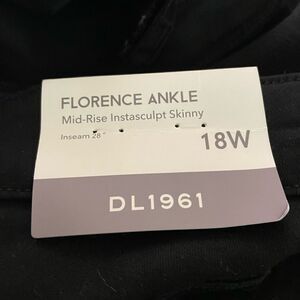 FLORENCE ANKLE
Mid-Rise Instasculpt Skinny
Inseam 28"
18W
DL1961